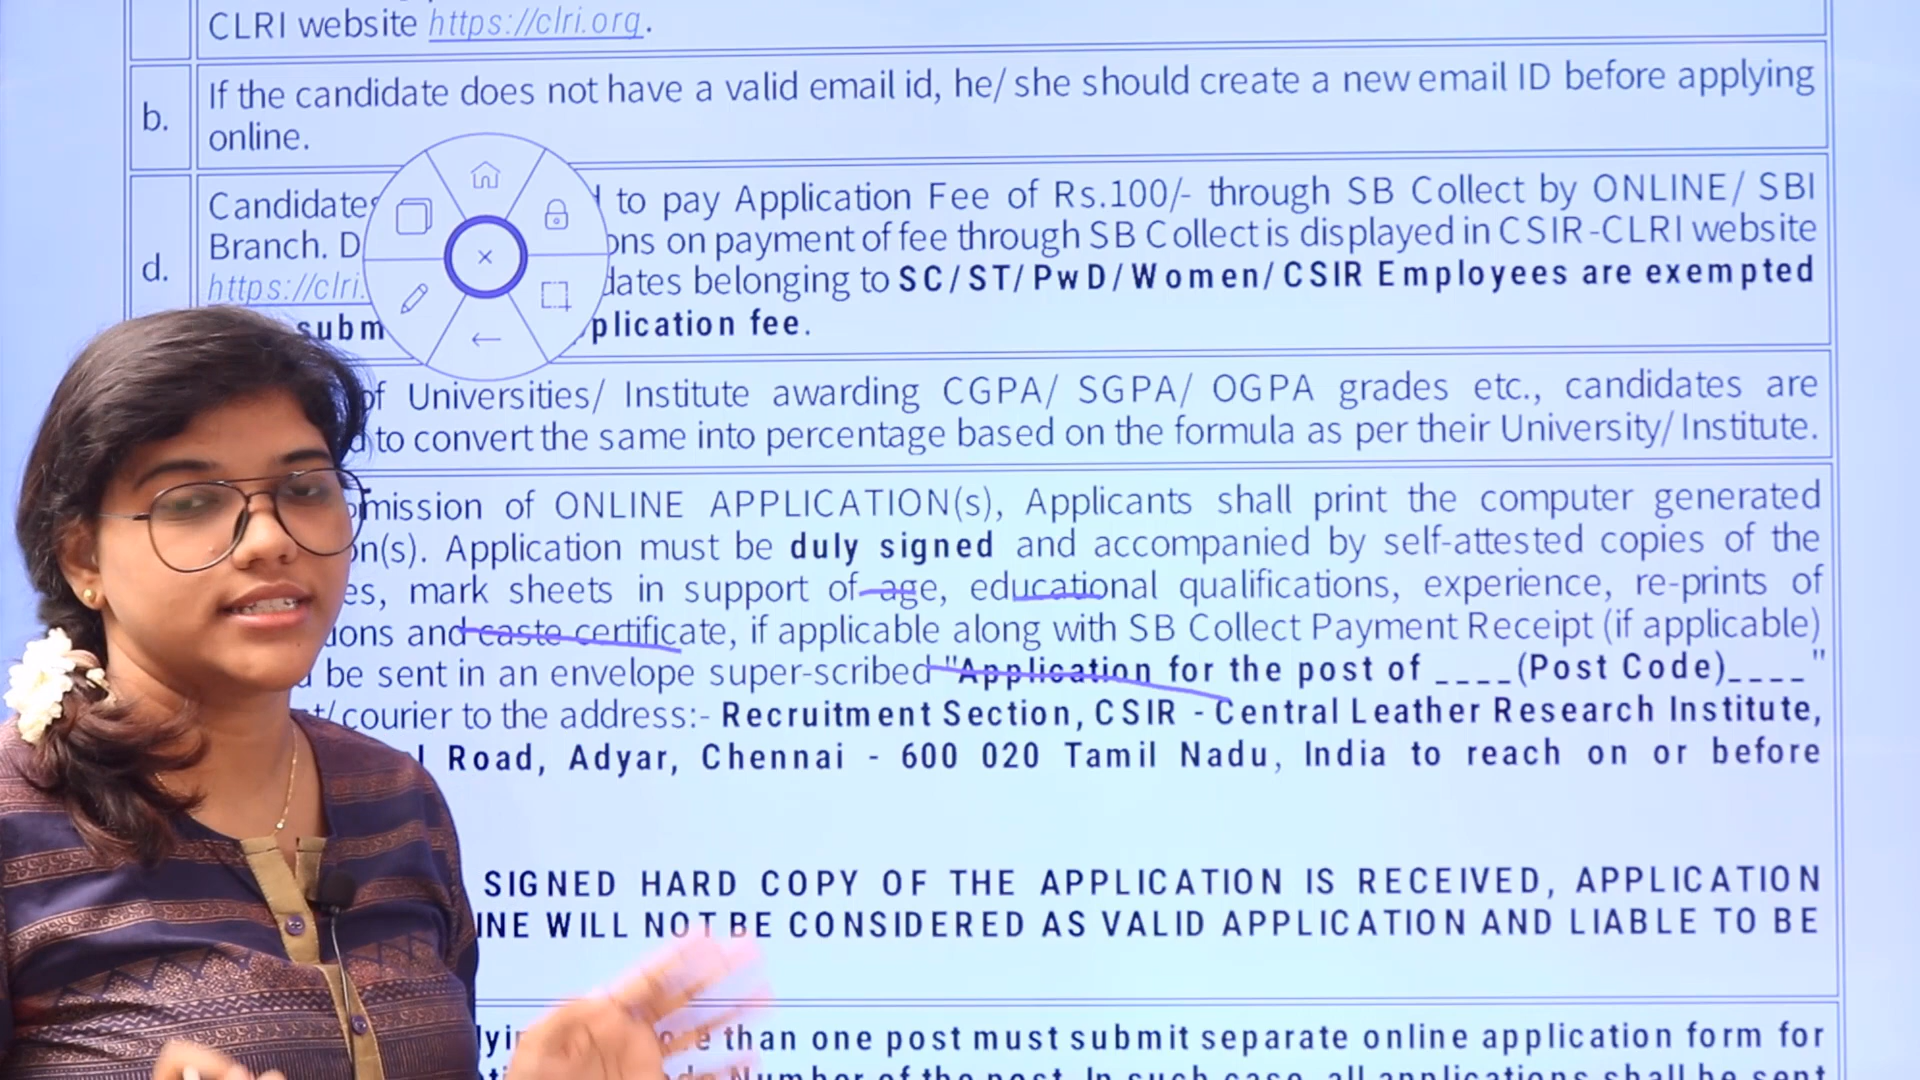 CLRI website https://clri.org.
b. If the candidate does not have a valid email id, he/ she should create a new email ID before applying
online.
to pay Application Fee of Rs.100/- through SB Collect by ONLINE/ SBI
Branch. on payment of fee through SB Collect is displayed in CSIR-CLRI website
d. https://clri. belonging to SC/ST/PwD/Women/CSIR Employees are exempted
fee.
of Universities/ Institute awarding CGPA/ SGPA/ OGPA grades etc., candidates are
to convert the same into percentage based on the formula as per their University/Institute.
of ONLINE APPLICATION(s), Applicants shall print the computer generated
Application must be duly signed and accompanied by self-attested copies of the
mark sheets in support of age, educational qualifications, experience, re-prints of
and caste certificate, if applicable along with SB Collect Payment Receipt (if applicable)
be sent in an envelope super-scribed "Application for the post of ____(Post Code)____"
courier to the address:- Recruitment Section, CSIR - Central Leather Research Institute,
Road, Adyar, Chennai - 600 020 Tamil Nadu, India to reach on or before
SIGNED HARD COPY OF THE APPLICATION IS RECEIVED, APPLICATION
WILL NOT BE CONSIDERED AS VALID APPLICATION AND LIABLE TO BE
than one post must submit separate online application form for